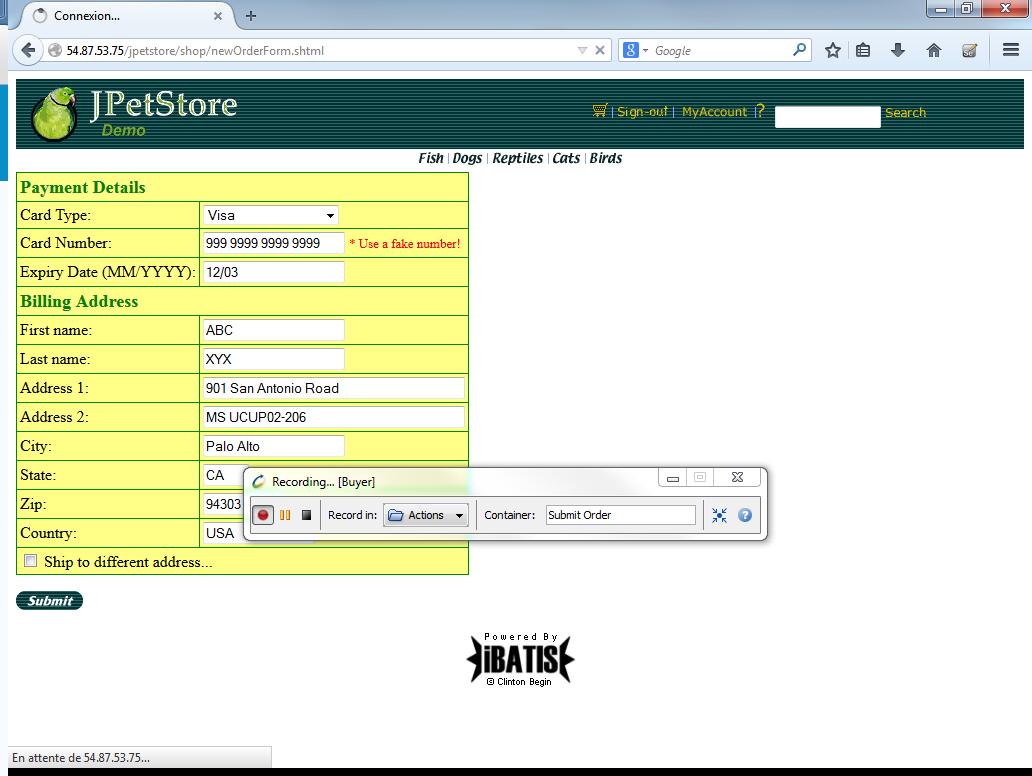 Connexion...
54.87.53.75/jpetstore/shop/newOrderForm.shtml
Google
JPetStore
Demo
Sign-out | MyAccount | ?
Search
Fish | Dogs | Reptiles | Cats | Birds
Payment Details
Card Type: Visa
Card Number: 999 9999 9999 9999 * Use a fake number!
Expiry Date (MM/YYYY): 12/03
Billing Address
First name: ABC
Last name: XYX
Address 1: 901 San Antonio Road
Address 2: MS UCUP02-206
City: Palo Alto
State: CA
Recording... [Buyer]
Zip: 94303
Record in: Actions Container: Submit Order
Country: USA
Ship to different address...
Submit
Powered By
iBATIS
© Clinton Begin
En attente de 54.87.53.75...